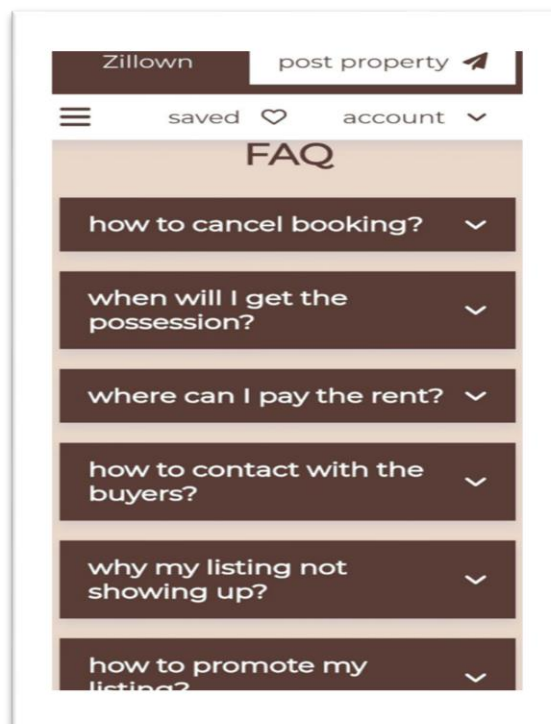 Zillown post property
saved account
FAQ
how to cancel booking?
when will I get the
possession?
where can I pay the rent?
how to contact with the
buyers?
why my listing not
showing up?
how to promote my
listing?